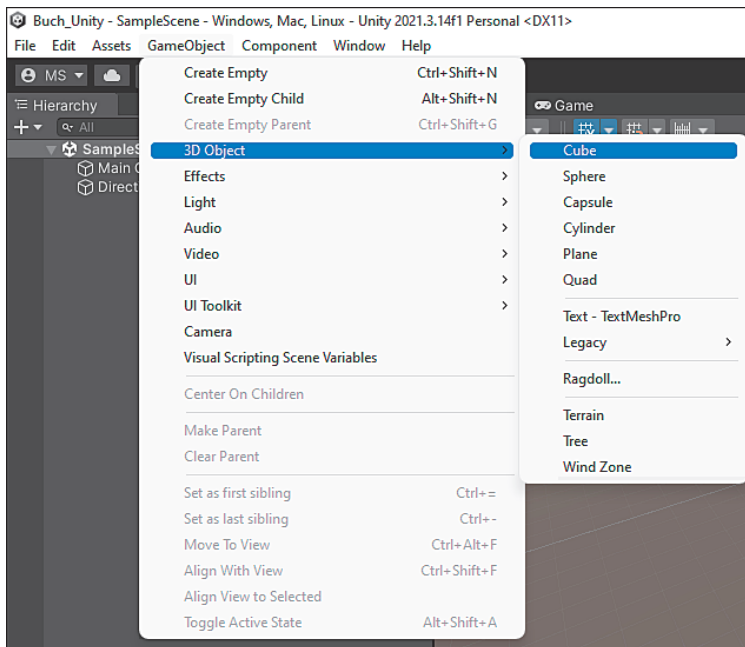 Buch_Unity - SampleScene - Windows, Mac, Linux - Unity 2021.3.14f1 Personal <DX11>
File Edit Assets GameObject Component Window Help
MS
Hierarchy
Game
All
SampleS
Main C
Direct
Create Empty Ctrl+Shift+N
Create Empty Child Alt+Shift+N
Create Empty Parent Ctrl+Shift+G
3D Object
Effects
Light
Audio
Video
UI
UI Toolkit
Camera
Visual Scripting Scene Variables
Center On Children
Make Parent
Clear Parent
Set as first sibling Ctrl+=
Set as last sibling Ctrl+-
Move To View Ctrl+Alt+F
Align With View Ctrl+Shift+F
Align View to Selected
Toggle Active State Alt+Shift+A
Cube
Sphere
Capsule
Cylinder
Plane
Quad
Text - TextMeshPro
Legacy
Ragdoll...
Terrain
Tree
Wind Zone